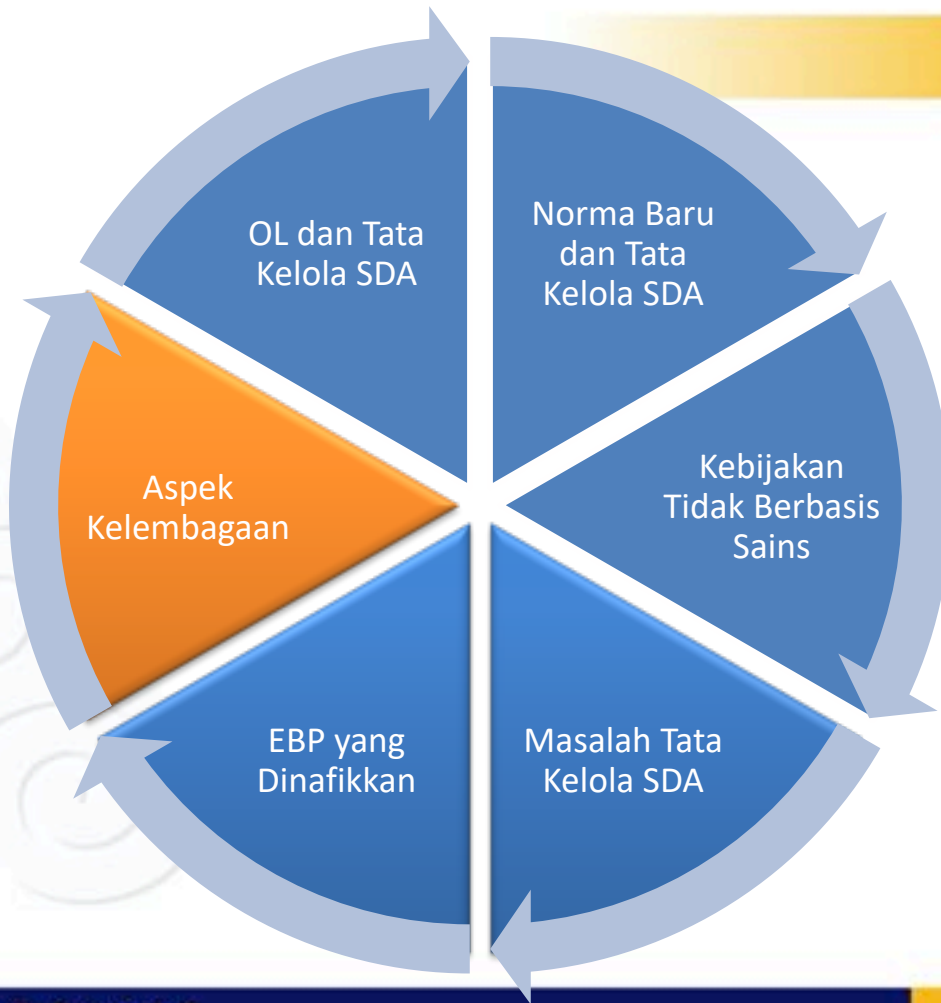 Norma Baru
dan Tata
Kelola SDA
Kebijakan
Tidak Berbasis
Sains
Masalah Tata
Kelola SDA
EBP yang
Dinafikkan
Aspek
Kelembagaan
OL dan Tata
Kelola SDA